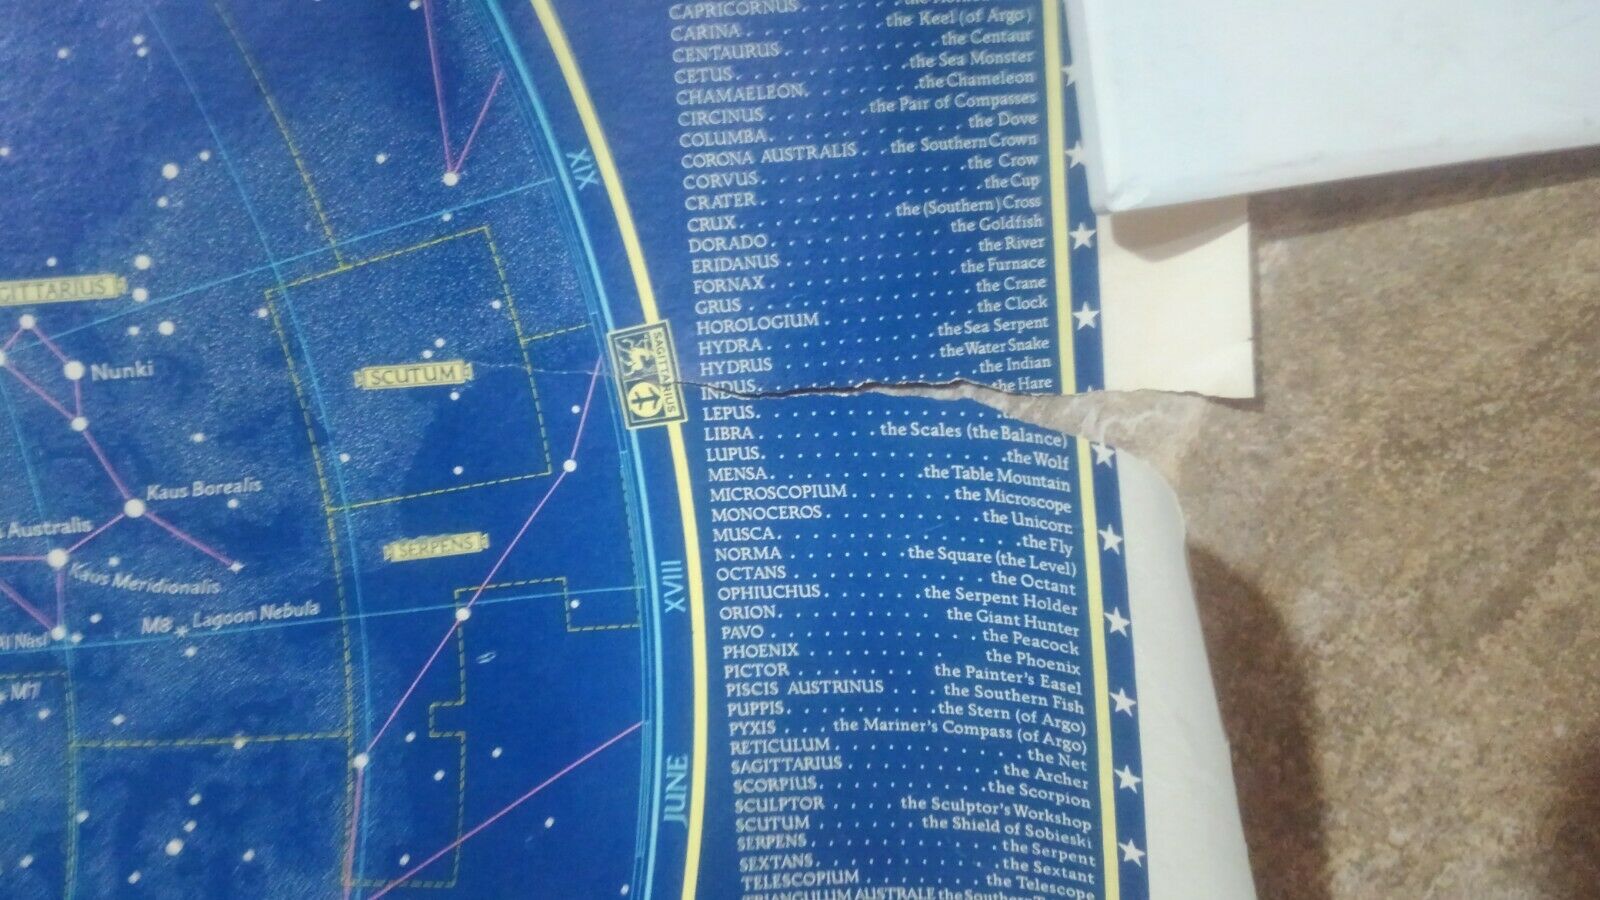 CAPRICORNUS
CARINA. the Keel (of Argo)
CENTAURUS the Centaur
CETUS. the Sea Monster
CHAMAELEON. the Chameleon
CIRCINUS the Pair of Compasses
COLUMBA. the Dove
CORONA AUSTRALIS . . the Southern Crown
CORVUS. the Crow
CRATER. the Cup
CRUX the (Southern) Cross
DORADO the Goldfish
ERIDANUS the River
FORNAX the Furnace
GRUS the Crane
HOROLOGIUM the Clock
HYDRA the Sea Serpent
HYDRUS the Water Snake
INDUS the Indian
LEPUS. the Hare
LIBRA . . . . . . . the Scales (the Balance)
LUPUS. the Wolf
MENSA. the Table Mountain
MICROSCOPIUM . . . . . . the Microscope
MONOCEROS the Unicorn
MUSCA. the Fly
NORMA . . . . . . . the Square (the Level)
OCTANS the Octant
OPHIUCHUS the Serpent Holder
ORION. the Giant Hunter
PAVO the Peacock
PHOENIX the Phoenix
PICTOR the Painter's Easel
PISCIS AUSTRINUS . . . the Southern Fish
PUPPIS. the Stern (of Argo)
PYXIS . . . the Mariner's Compass (of Argo)
RETICULUM the Net
SAGITTARIUS the Archer
SCORPIUS. the Scorpion
SCULPTOR . . . . the Sculptor's Workshop
SCUTUM the Shield of Sobieski
SERPENS the Serpent
SEXTANS. the Sextant
TELESCOPIUM the Telescope
TRIANGULUM AUSTRALE
XIX
GITTARIUS
Nunki
SCUTUM
SAGITTARIUS
Kaus Borealis
Australis
SERPENS
Kaus Meridionalis
XVIII
M8 Lagoon Nebula
Al Nasl
M7
JUNE